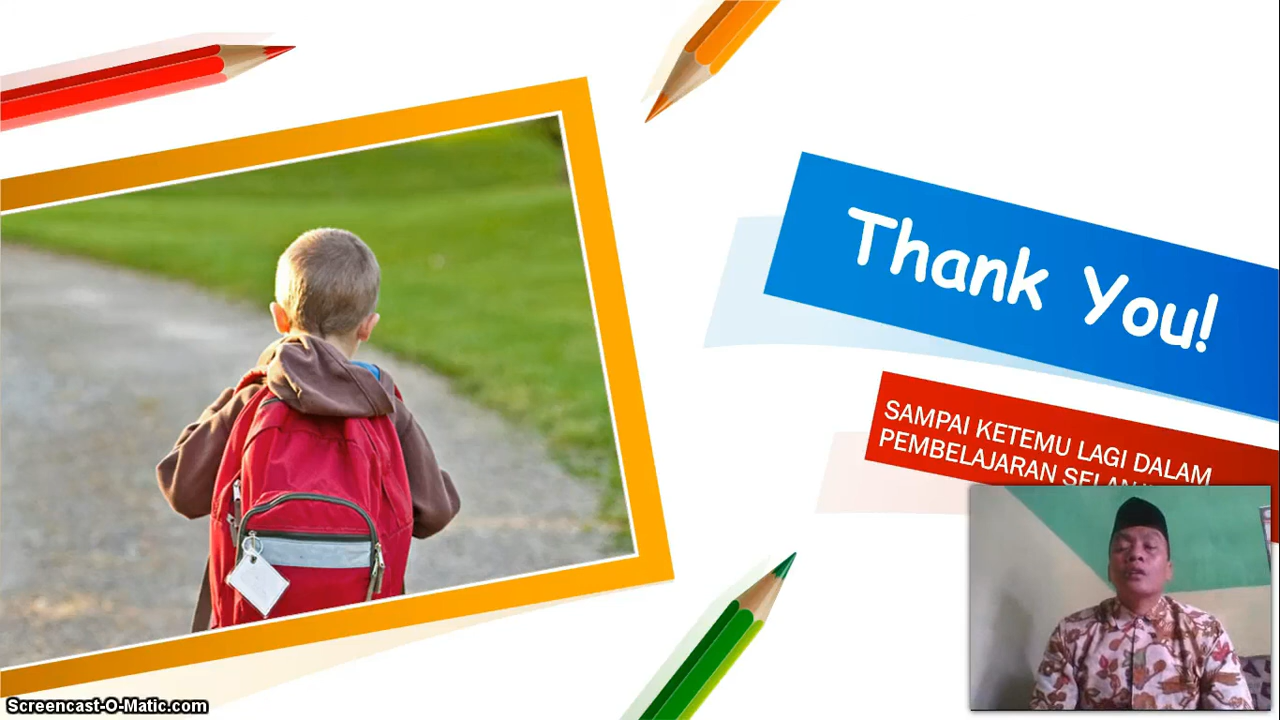 Thank You!
SAMPAI KETEMU LAGI DALAM
PEMBELAJARAN
Screencast-O-Matic.com